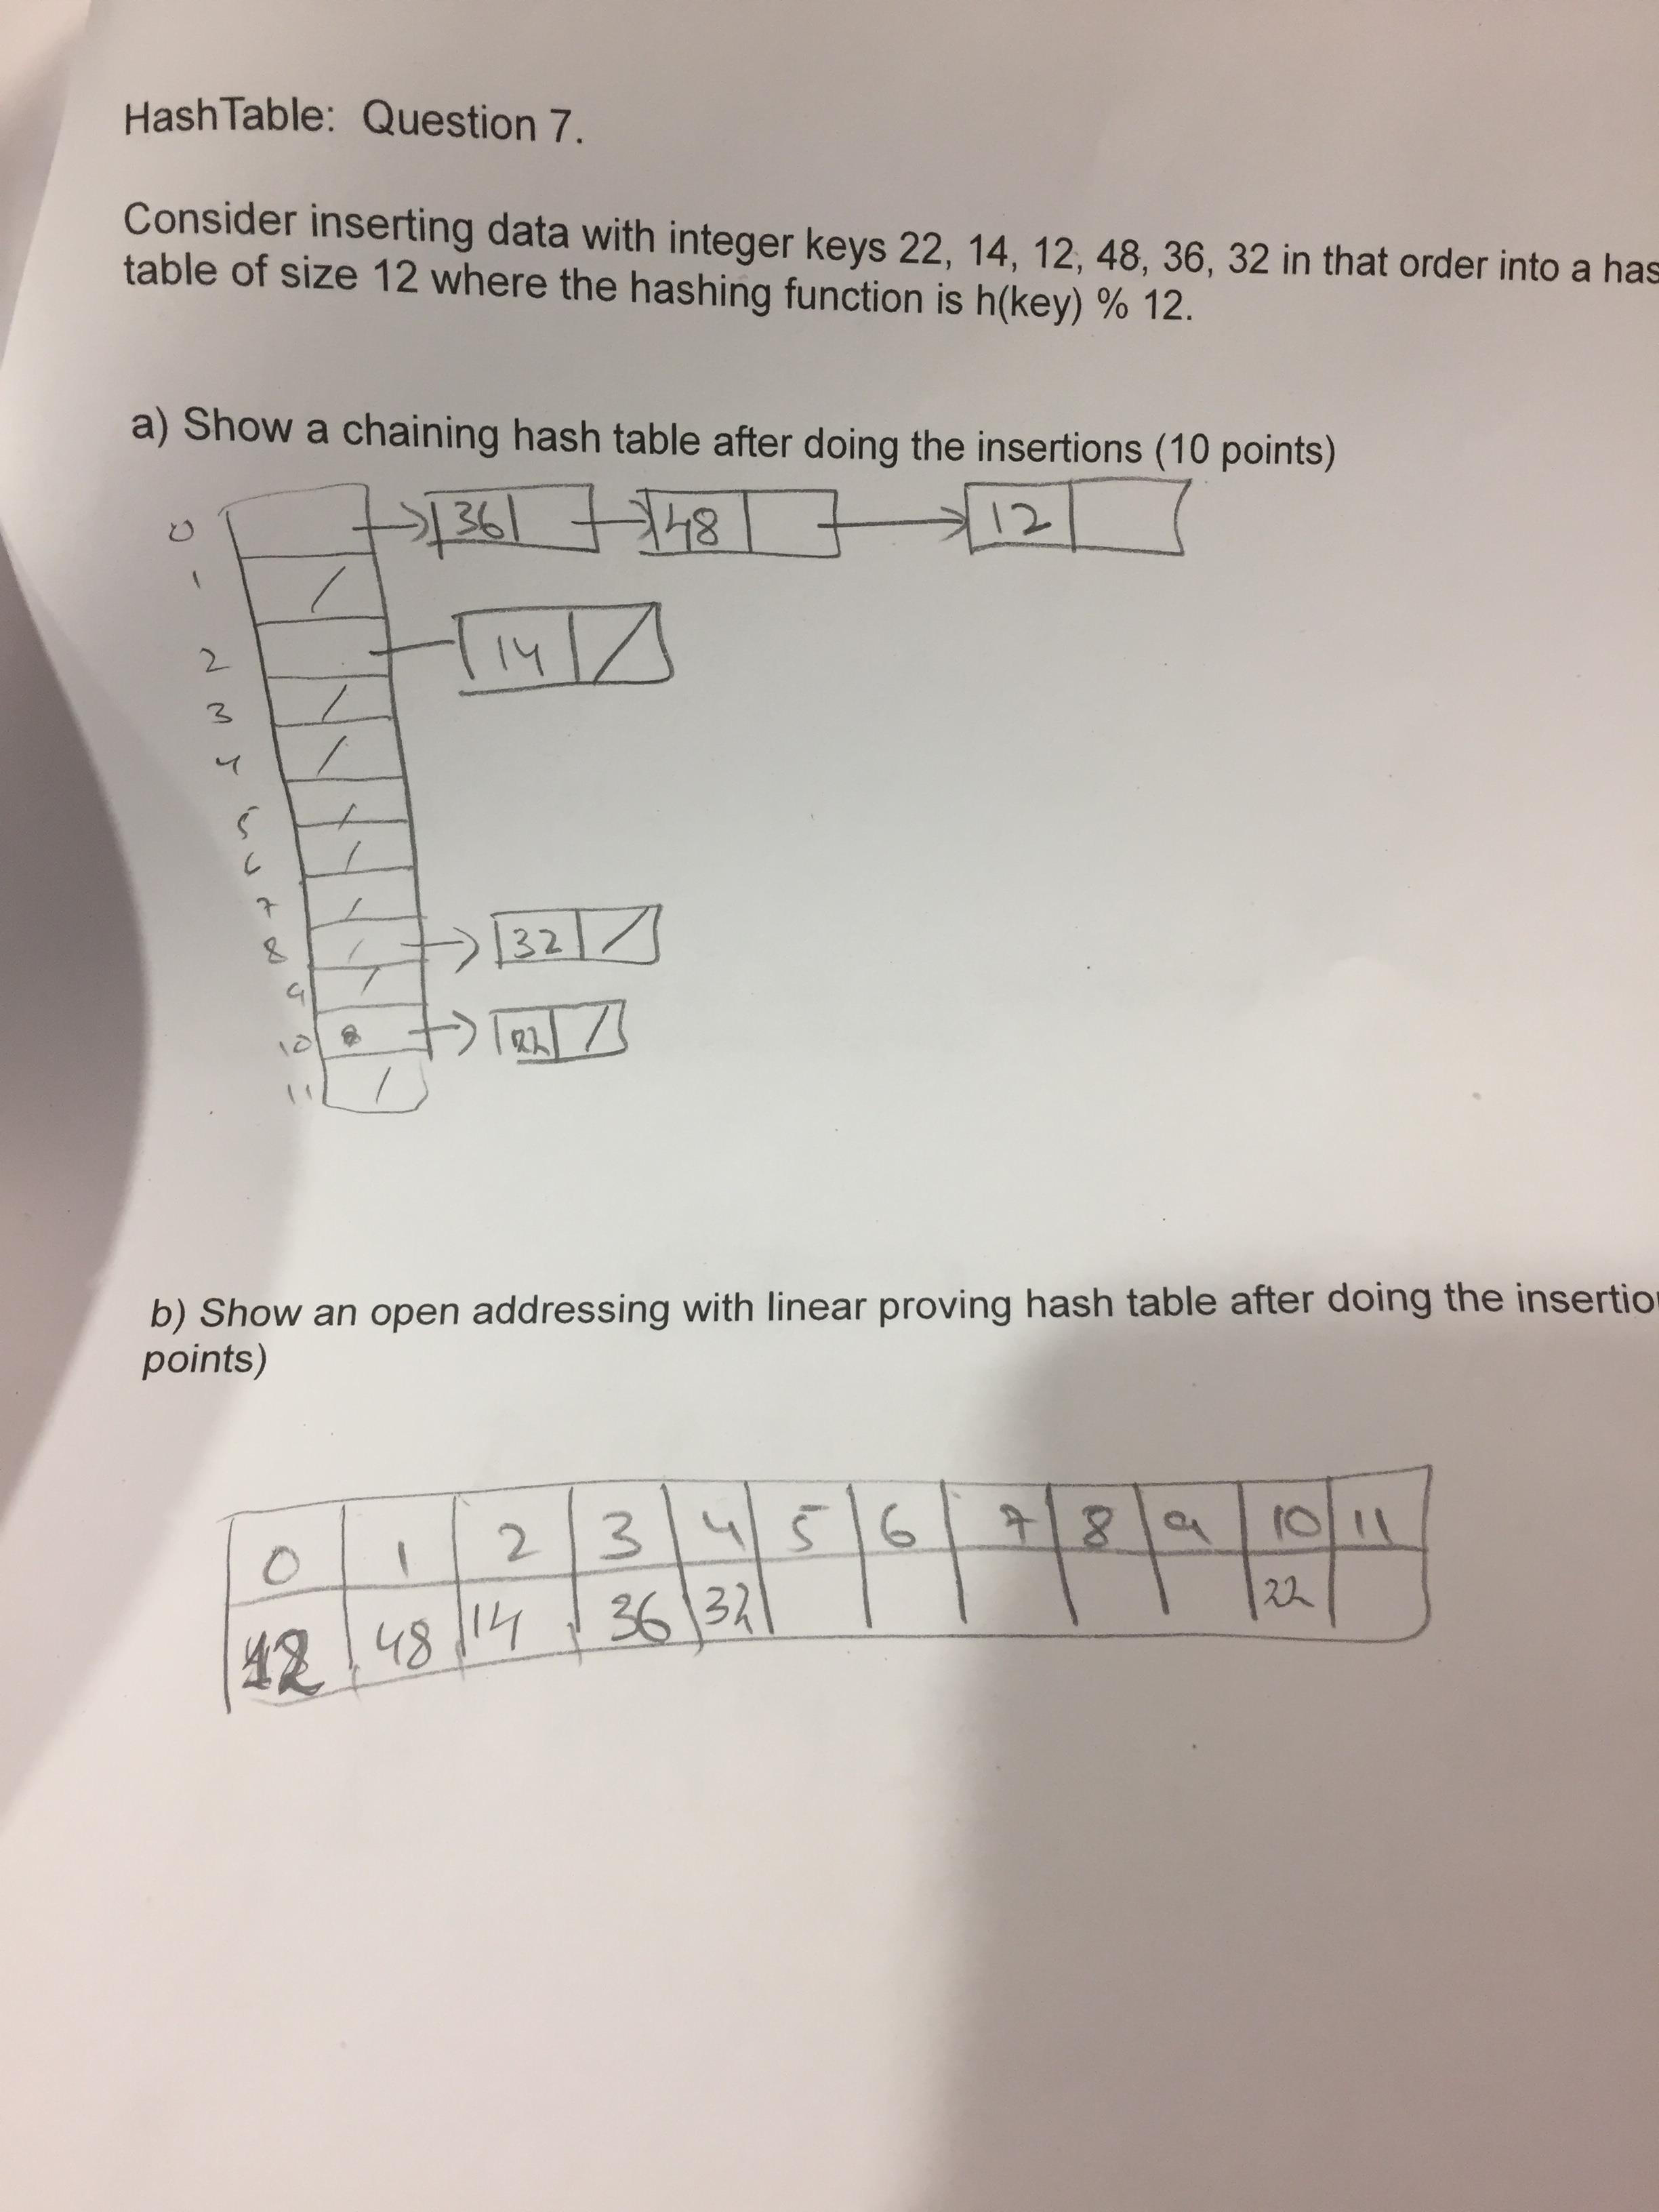 HashTable: Question 7.
Consider inserting data with integer keys 22, 14, 12, 48, 36, 32 in that order into a has
table of size 12 where the hashing function is h(key) % 12.
a) Show a chaining hash table after doing the insertions (10 points)
0 36 48 12
1
2 14
3
4
5
6
7
8 32
9
10 22
11
b) Show an open addressing with linear proving hash table after doing the insertion
points)
0 1 2 3 4 5 6 7 8 9 10 11
12 48 14 36 32 22